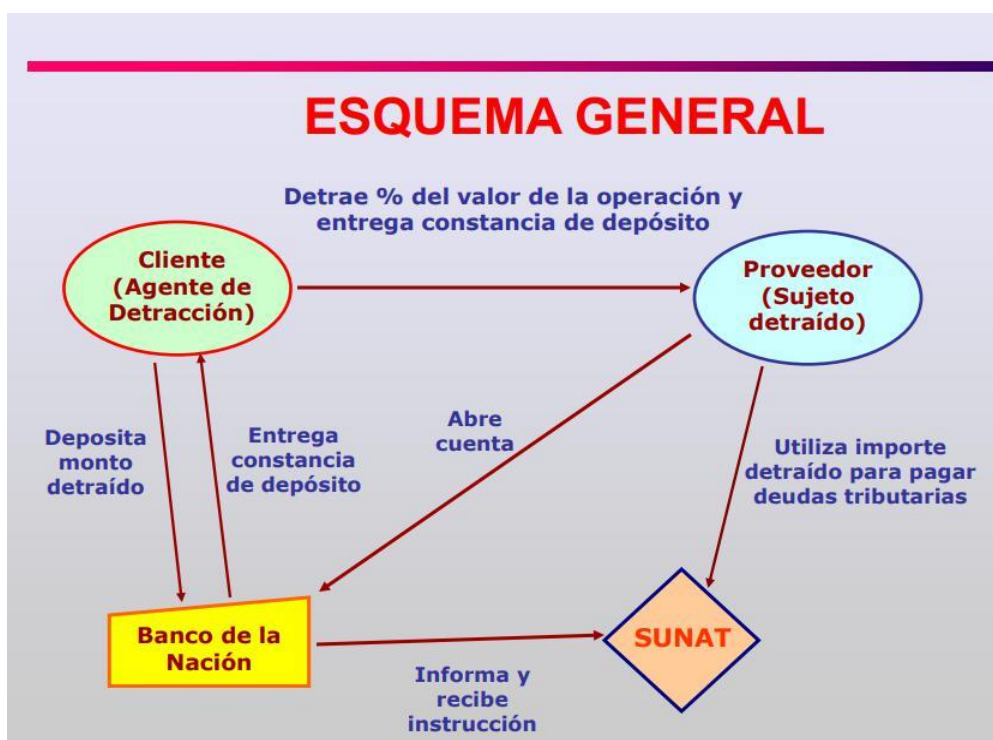 ESQUEMA GENERAL
Detrae % del valor de la operación y
entrega constancia de depósito
Cliente
(Agente de
Detracción)
Proveedor
(Sujeto
detraído)
Deposita
monto
detraído
Entrega
constancia
de depósito
Abre
cuenta
Utiliza importe
detraído para pagar
deudas tributarias
Banco de la
Nación
SUNAT
Informa y
recibe
instrucción